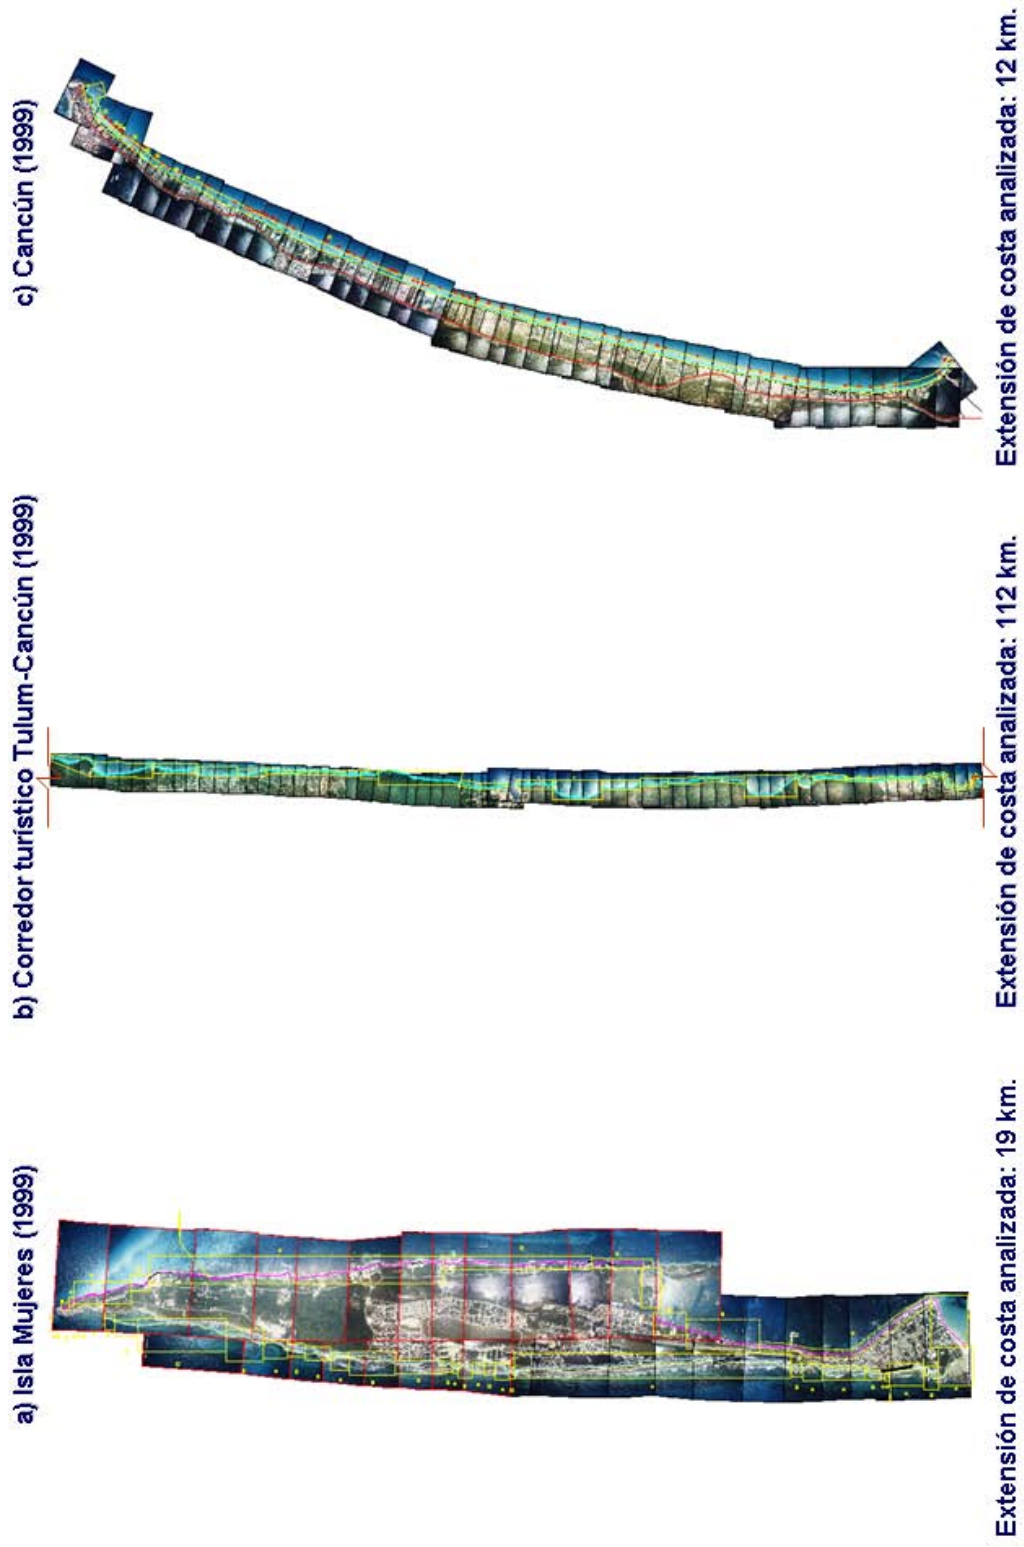 a) Isla Mujeres (1999)
Extensión de costa analizada: 19 km.
b) Corredor turístico Tulum-Cancún (1999)
Extensión de costa analizada: 112 km.
c) Cancún (1999)
Extensión de costa analizada: 12 km.